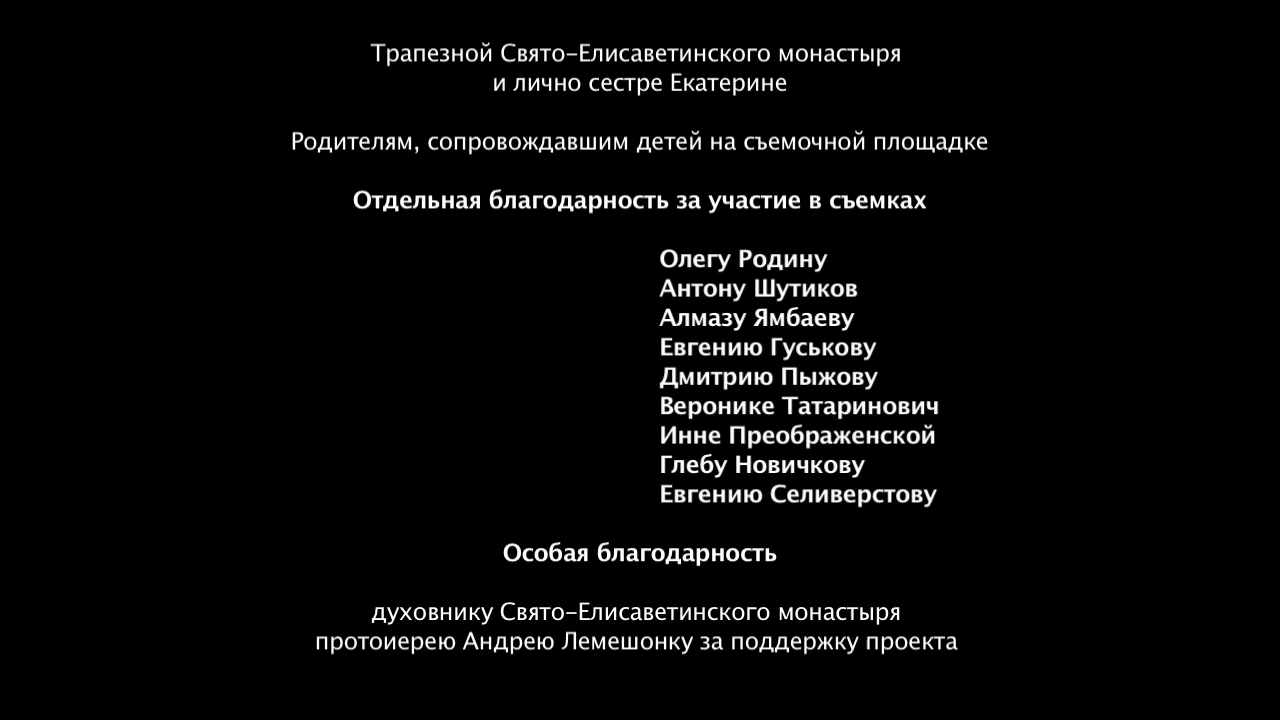 Трапезной Свято-Елисаветинского монастыря
и лично сестре Екатерине
Родителям, сопровождавшим детей на съемочной площадке
Отдельная благодарность за участие в съемках
Олегу Родину
Антону Шутиков
Алмазу Ямбаеву
Евгению Гуськову
Дмитрию Пыжову
Веронике Татаринович
Инне Преображенской
Глебу Новичкову
Евгению Селиверстову
Особая благодарность
духовнику Свято-Елисаветинского монастыря
протоиерею Андрею Лемешонку за поддержку проекта